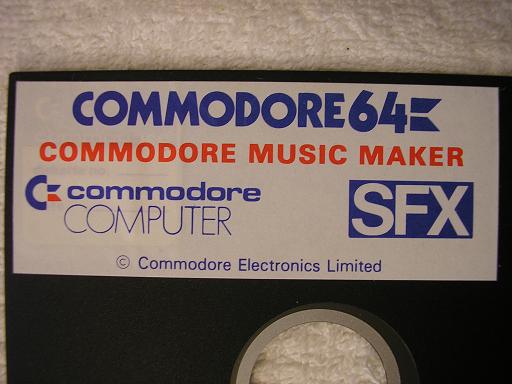 COMMODORE 64
COMMODORE MUSIC MAKER
commodore
COMPUTER
SFX
© Commodore Electronics Limited